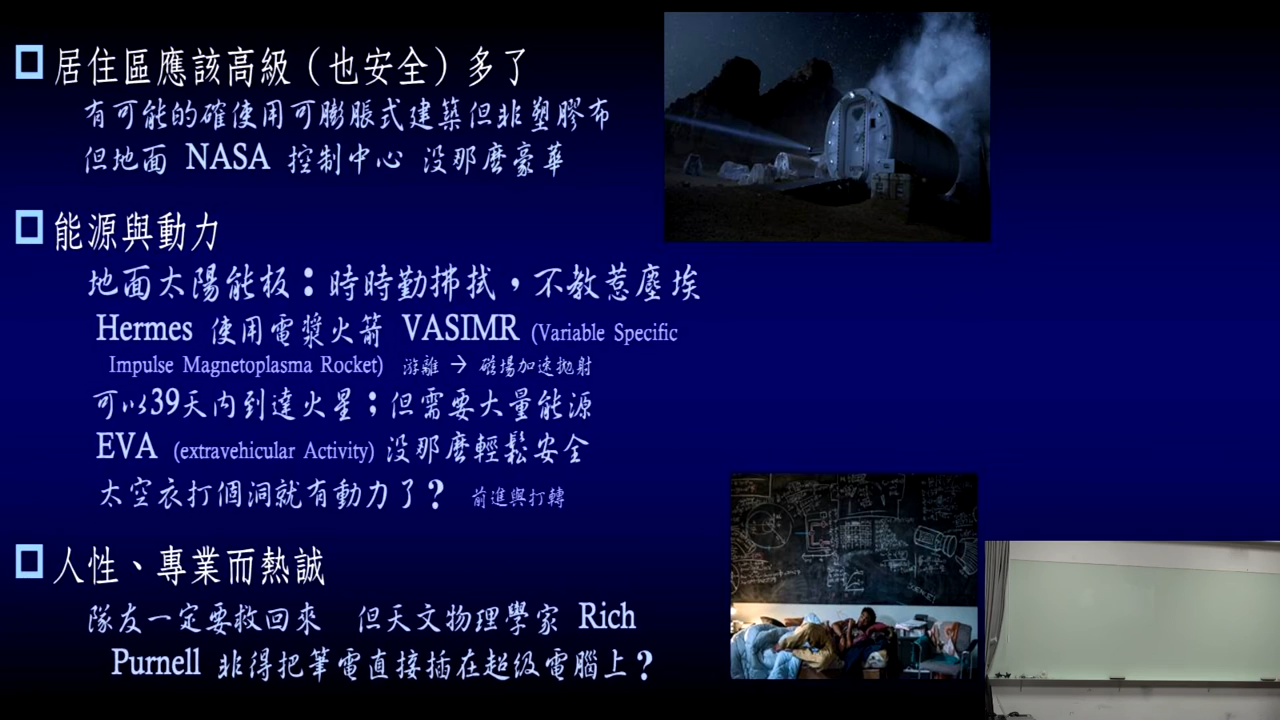 居住區應該高級（也安全）多了
有可能的確使用可膨脹式建築但非塑膠布
但地面 NASA 控制中心 沒那麼豪華
能源與動力
地面太陽能板：時時勤拂拭，不教惹塵埃
Hermes 使用電漿火箭 VASIMR (Variable Specific
Impulse Magnetoplasma Rocket) 游離 → 磁場加速拋射
可以39天內到達火星；但需要大量能源
EVA (extravehicular Activity) 沒那麼輕鬆安全
太空衣打個洞就有動力了？ 前進與打轉
人性、專業而熱誠
隊友一定要救回來 但天文物理學家 Rich
Purnell 非得把筆電直接插在超級電腦上？